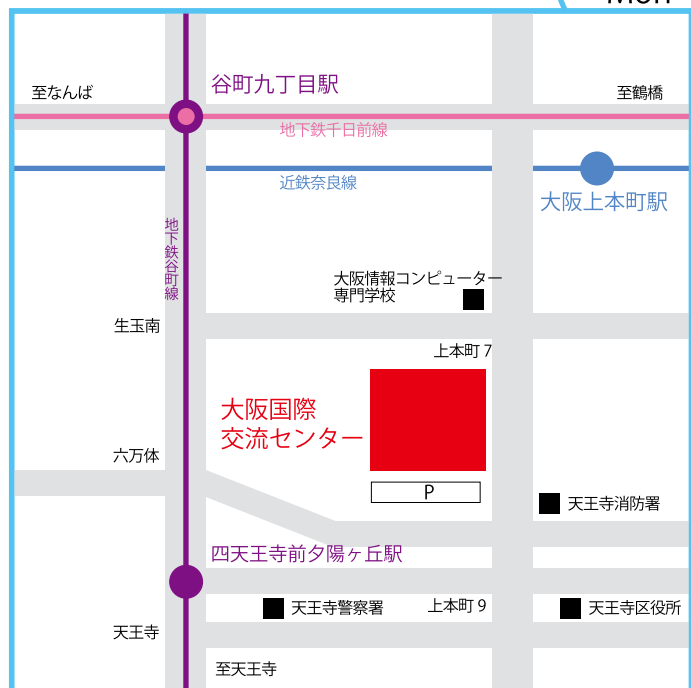 谷町九丁目駅
至なんば
至鶴橋
地下鉄千日前線
近鉄奈良線
大阪上本町駅
地下鉄谷町線
大阪情報コンピューター
専門学校
生玉南
上本町 7
大阪国際
交流センター
六万体
P
天王寺消防署
四天王寺前夕陽ヶ丘駅
天王寺警察署
上本町 9
天王寺区役所
天王寺
至天王寺